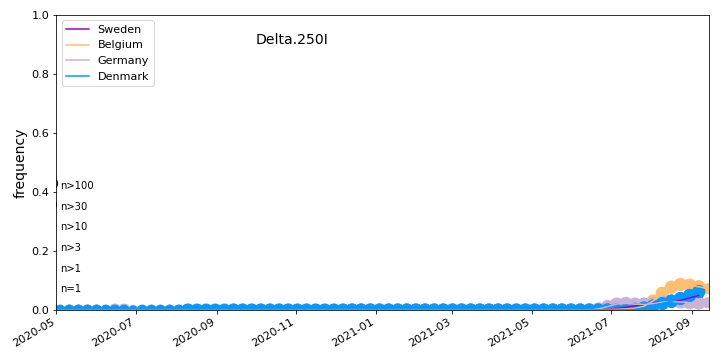 Delta.250I
Sweden
Belgium
Germany
Denmark
frequency
1.0
0.8
0.6
0.4
0.2
0.0
n>100
n>30
n>10
n>3
n>1
n=1
2020-05
2020-07
2020-09
2020-11
2021-01
2021-03
2021-05
2021-07
2021-09